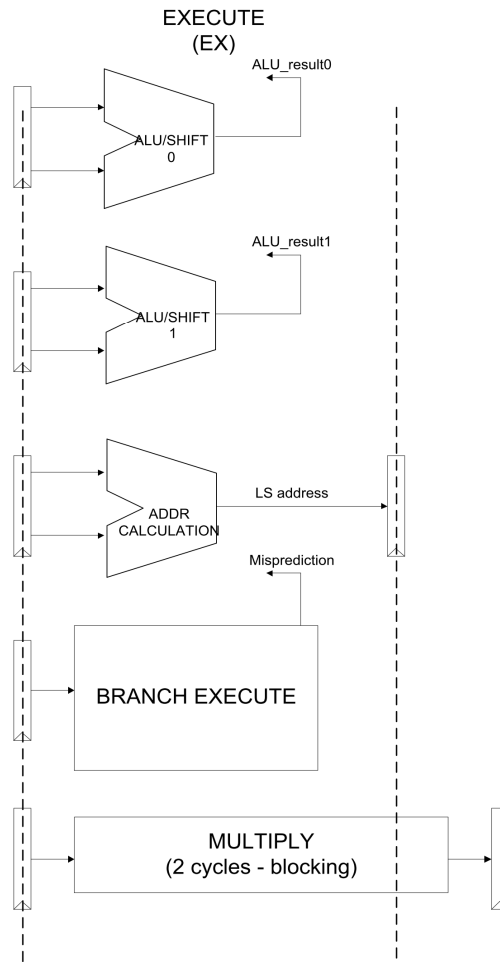 EXECUTE
(EX)
ALU_result0
ALU/SHIFT
0
ALU_result1
ALU/SHIFT
1
LS address
ADDR
CALCULATION
Misprediction
BRANCH EXECUTE
MULTIPLY
(2 cycles - blocking)